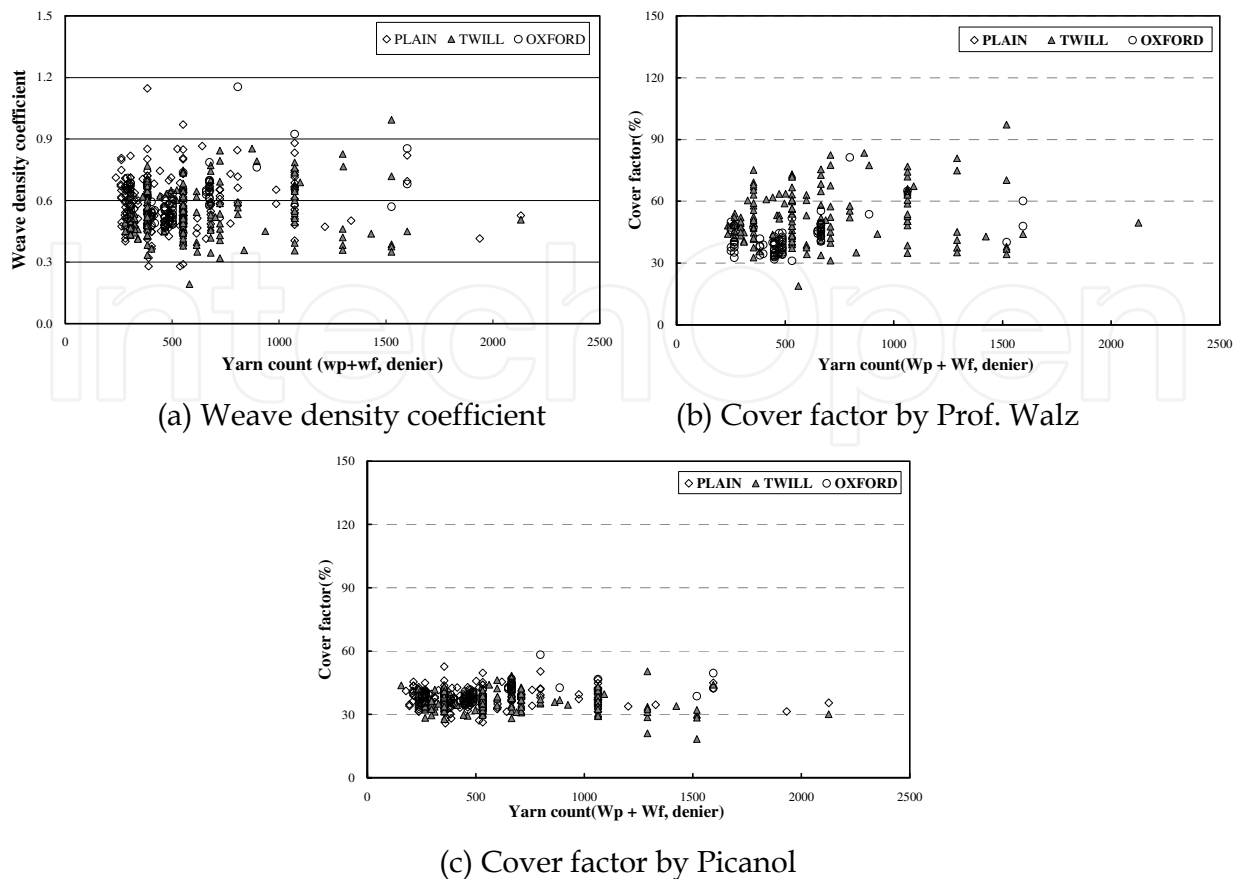 1.5
1.2
0.9
0.6
0.3
0.0
Weave density coefficient
PLAIN TWILL OXFORD
0 500 1000 1500 2000 2500
Yarn count (wp+wf, denier)
(a) Weave density coefficient
150
120
90
60
30
0
Cover factor(%)
PLAIN TWILL OXFORD
0 500 1000 1500 2000 2500
Yarn count(Wp + Wf, denier)
(b) Cover factor by Prof. Walz
150
120
90
60
30
0
Cover factor(%)
PLAIN TWILL OXFORD
0 500 1000 1500 2000 2500
Yarn count(Wp + Wf, denier)
(c) Cover factor by Picanol
IntechOpen